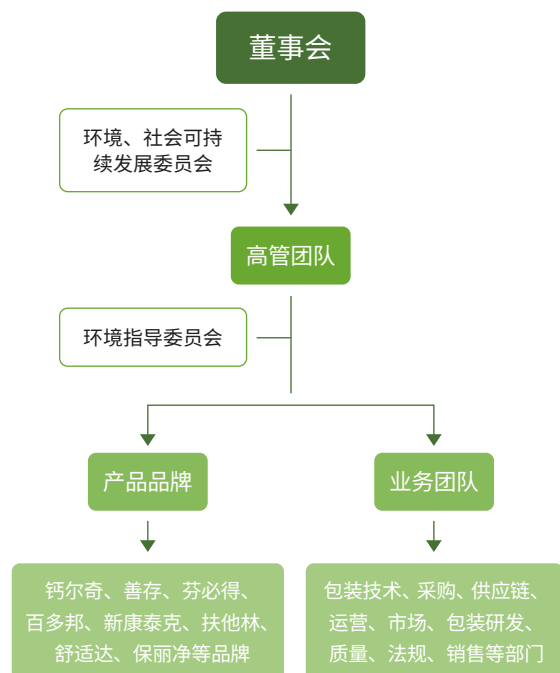 董事会
环境、社会可持
续发展委员会
高管团队
环境指导委员会
产品品牌
业务团队
钙尔奇、善存、芬必得、
百多邦、新康泰克、扶他林、
舒适达、保丽净等品牌
包装技术、采购、供应链、
运营、市场、包装研发、
质量、法规、销售等部门